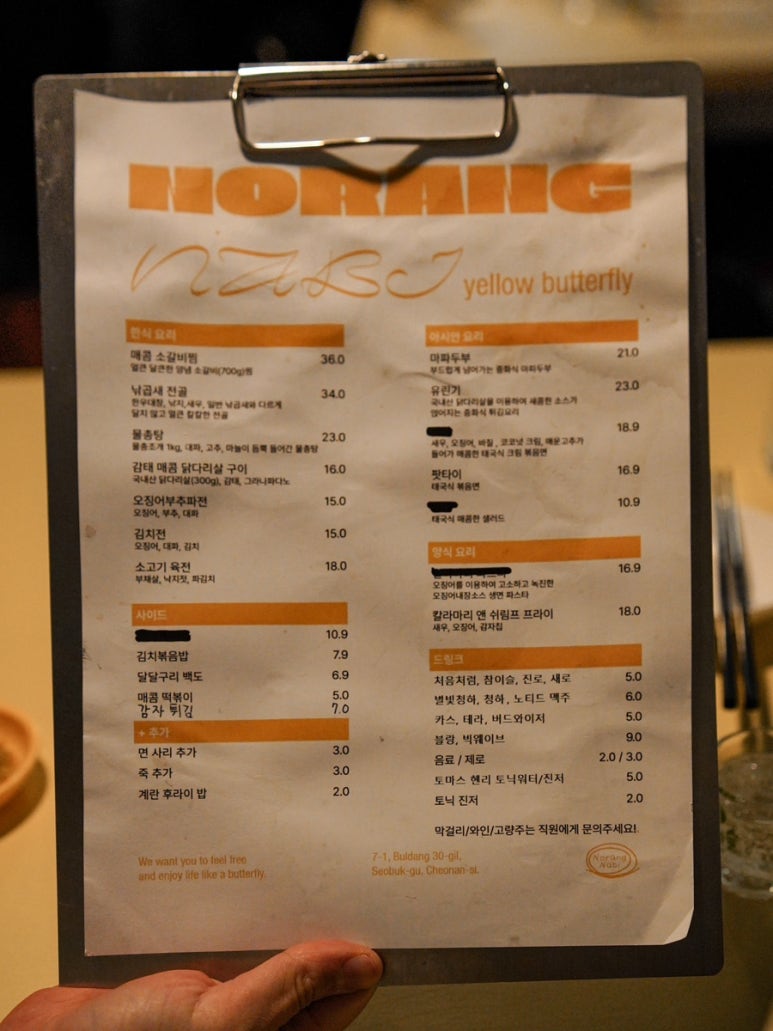 NORANG
NABI yellow butterfly
한식 요리
매콤 소갈비찜 36.0
얼큰 달큰한 양념 소갈비(700g)찜
낚곱새 전골 34.0
한우대창, 낙지,새우, 일반 낚곱새와 다르게
달지 않고 얼큰 칼칼한 전골
물총탕 23.0
물총조개 1kg, 대파, 고추, 마늘이 듬뿍 들어간 물총탕
감태 매콤 닭다리살 구이 16.0
국내산 닭다리살(300g), 감태, 그라나파다노
오징어부추파전 15.0
오징어, 부추, 대파
김치전 15.0
오징어, 대파, 김치
소고기 육전 18.0
부채살, 낙지젓, 파김치
사이드
10.9
김치볶음밥 7.9
달달구리 백도 6.9
매콤 떡볶이 5.0
감자 튀김 7.0
+ 추가
면 사리 추가 3.0
죽 추가 3.0
계란 후라이 밥 2.0
아시안 요리
마파두부 21.0
부드럽게 넘어가는 중화식 마파두부
유린기 23.0
국내산 닭다리살을 이용하여 새콤한 소스가
얹어지는 중화식 튀김요리
18.9
새우, 오징어, 바질 , 코코넛 크림, 매운고추가
들어가 매콤한 태국식 크림 볶음면
팟타이 16.9
태국식 볶음면
10.9
태국식 매콤한 샐러드
양식 요리
16.9
오징어를 이용하여 고소하고 녹진한
오징어내장소스 생면 파스타
칼라마리 앤 쉬림프 프라이 18.0
새우, 오징어, 감자칩
드링크
처음처럼, 참이슬, 진로, 새로 5.0
별빛청하, 청하, 노티드 맥주 6.0
카스, 테라, 버드와이저 5.0
블랑, 빅웨이브 9.0
음료 / 제로 2.0 / 3.0
토마스 헨리 토닉워터/진저 5.0
토닉 진저 2.0
막걸리/와인/고량주는 직원에게 문의주세요!
We want you to feel free
and enjoy life like a butterfly.
7-1, Buldang 30-gil,
Seobuk-gu, Cheonan-si.
Norang
Nabi